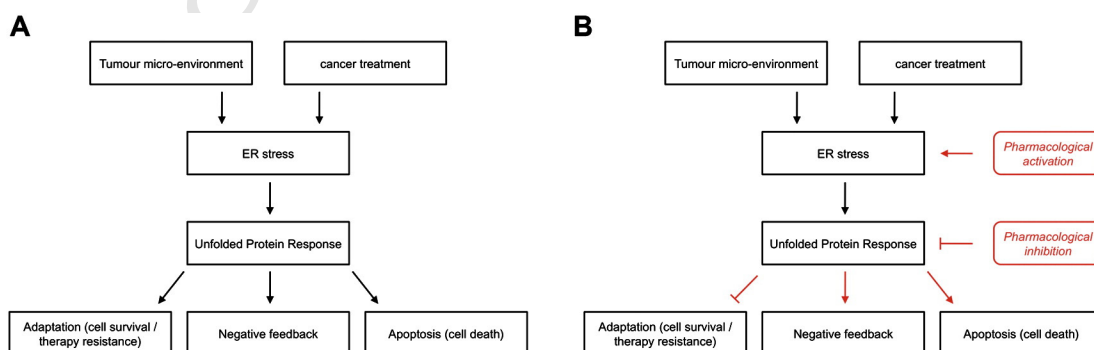 A
B
Tumour micro-environment
cancer treatment
Tumour micro-environment
cancer treatment
ER stress
ER stress
Pharmacological
activation
Unfolded Protein Response
Unfolded Protein Response
Pharmacological
inhibition
Adaptation (cell survival /
therapy resistance)
Negative feedback
Apoptosis (cell death)
Adaptation (cell survival /
therapy resistance)
Negative feedback
Apoptosis (cell death)